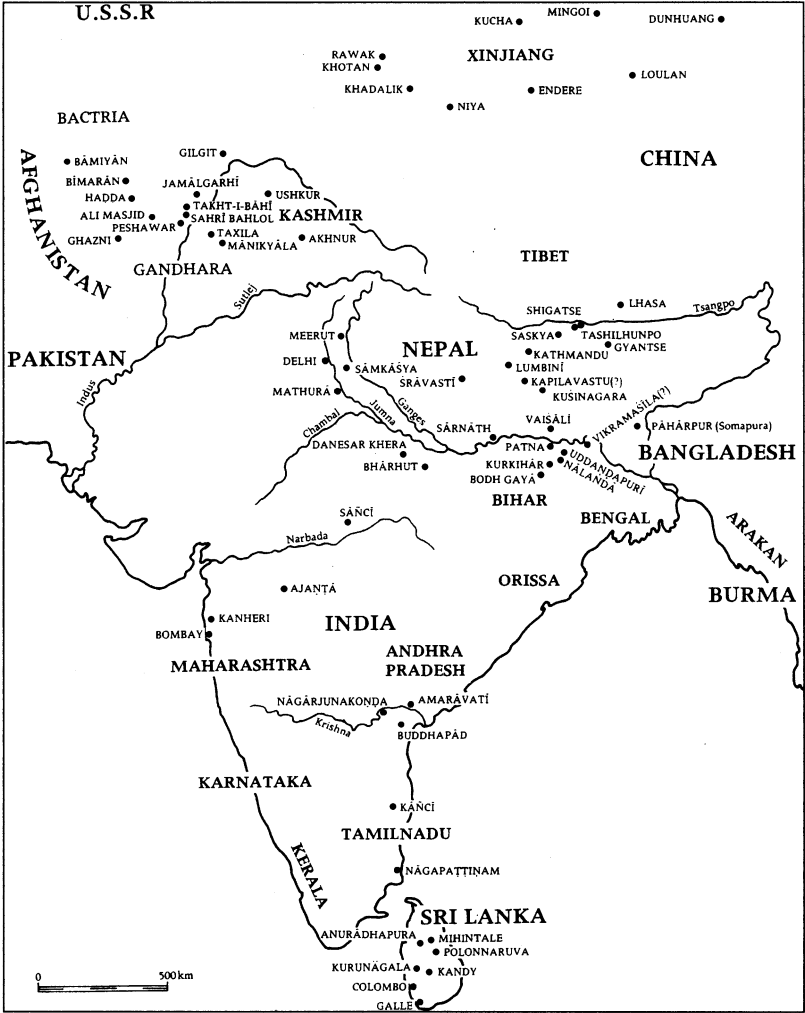 U.S.S.R
MINGOI
KUCHA
DUNHUANG
RAWAK
KHOTAN
XINJIANG
KHADALIK
ENDERE
LOULAN
NIYA
BACTRIA
AFGHANISTAN
BĀMIYĀN
GILGIT
CHINA
BĪMARĀN
JAMĀLGARHĪ
HADDA
USHKUR
TAKHT-I-BĀHĪ
ALI MASJID
SAHRĪ BAHLOL
KASHMIR
PESHAWAR
TAXILA
GHAZNI
MĀNIKYĀLA
AKHNUR
GANDHARA
TIBET
Sutlej
SHIGATSE
LHASA
Tsangpo
MEERUT
SASKYA
TASHILHUNPO
GYANTSE
PAKISTAN
NEPAL
KATHMANDU
DELHI
SĀMKĀŚYA
LUMBINĪ
ŚRĀVASTĪ
KAPILAVASTU(?)
MATHURĀ
KUŚINAGARA
Indus
Jumna
Ganges
Chambal
VIKRAMAŚĪLA(?)
SĀRNĀTH
VAIŚĀLĪ
PĀHĀRPUR (Somapura)
DANESAR KHERA
PATNA
BANGLADESH
BHĀRHUT
KURKIHĀR
UDDAṆḌAPURĪ
NĀLANDA
BODH GAYĀ
BIHAR
SĀÑCĪ
BENGAL
ARAKAN
Narbada
AJAṆṬĀ
ORISSA
BURMA
KANHERI
INDIA
BOMBAY
MAHARASHTRA
ANDHRA
PRADESH
NĀGĀRJUNAKOṆḌA
AMARĀVATĪ
Krishna
BUDDHAPĀD
KARNATAKA
KĀÑCĪ
TAMILNADU
KERALA
NĀGAPAṬṬIṆAM
SRI LANKA
ANURĀDHAPURA
MIHINTALE
POLONNARUVA
KURUNĀGALA
KANDY
COLOMBO
GALLE
0 500km